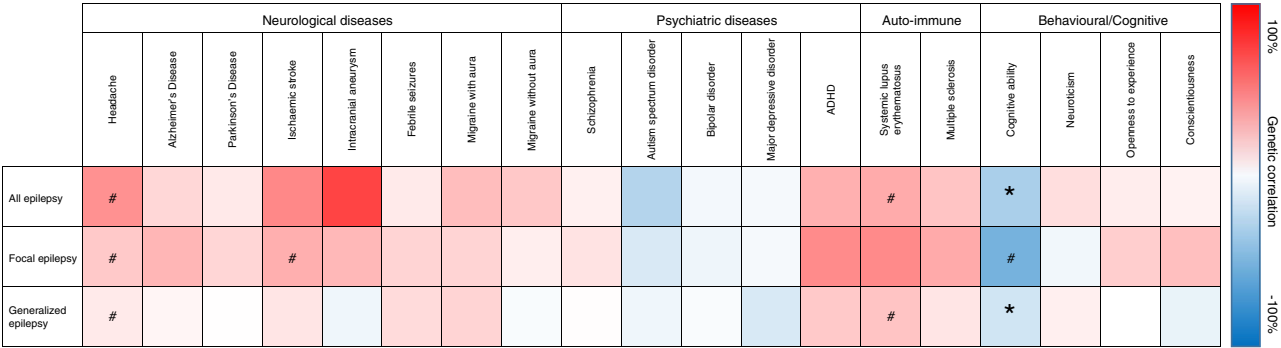 Neurological diseases
Psychiatric diseases
Auto-immune
Behavioural/Cognitive
Headache
Alzheimer's Disease
Parkinson's Disease
Ischaemic stroke
Intracranial aneurysm
Febrile seizures
Migraine with aura
Migraine without aura
Schizophrenia
Autism spectrum disorder
Bipolar disorder
Major depressive disorder
ADHD
Systemic lupus
erythematosus
Multiple sclerosis
Cognitive ability
Neuroticism
Openness to experience
Conscientiousness
All epilepsy
# # *
Focal epilepsy
# # #
Generalized
epilepsy
# # *
100%
Genetic correlation
-100%